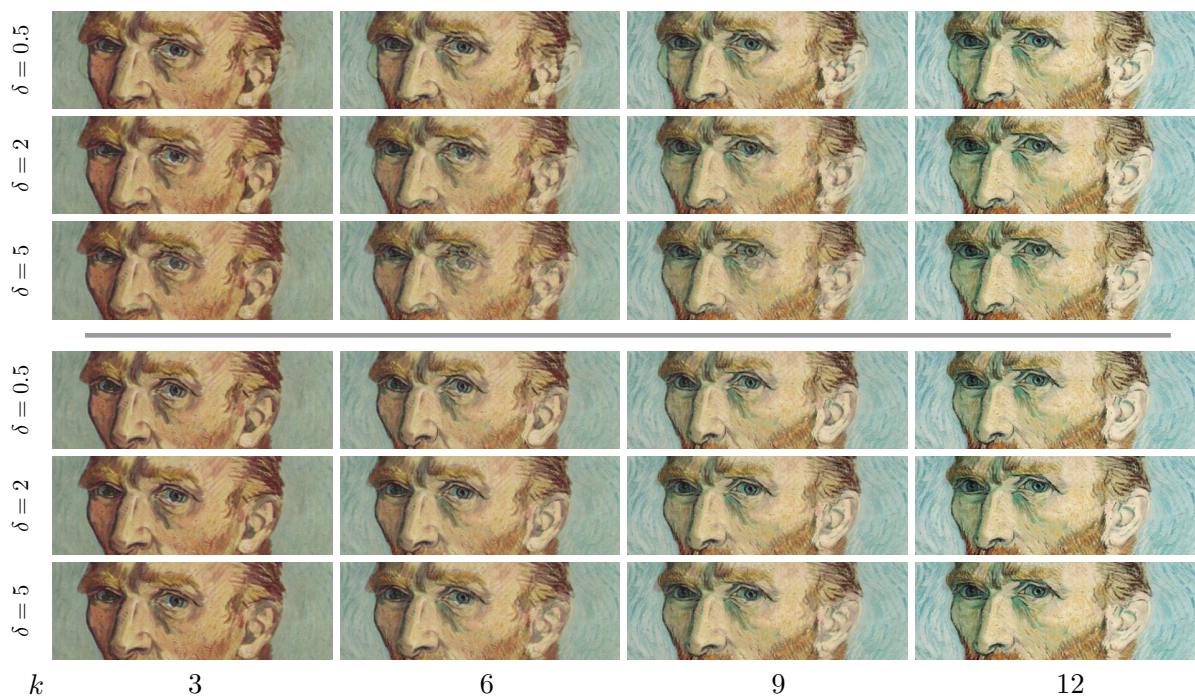 δ = 0.5
δ = 2
δ = 5
δ = 0.5
δ = 2
δ = 5
k 3 6 9 12